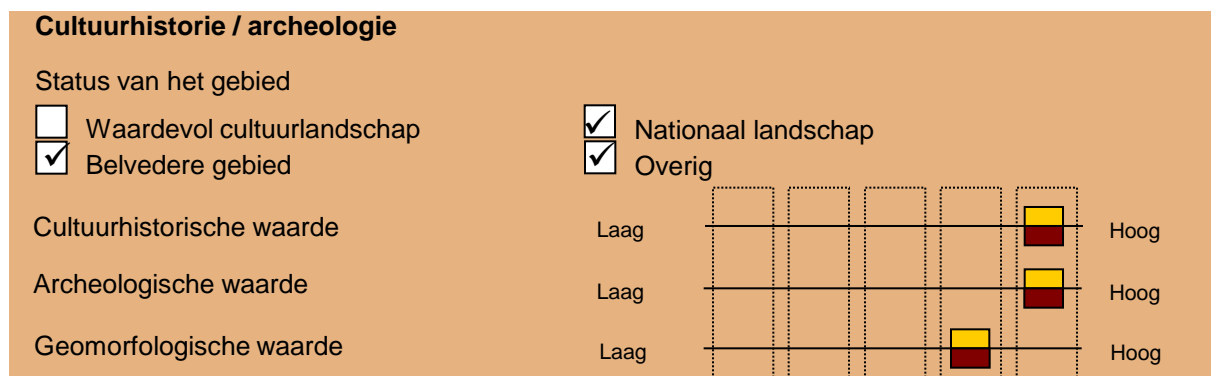 Cultuurhistorie / archeologie
Status van het gebied
Waardevol cultuurlandschap
Nationaal landschap
Belvedere gebied
Overig
Cultuurhistorische waarde Laag Hoog
Archeologische waarde Laag Hoog
Geomorfologische waarde Laag Hoog